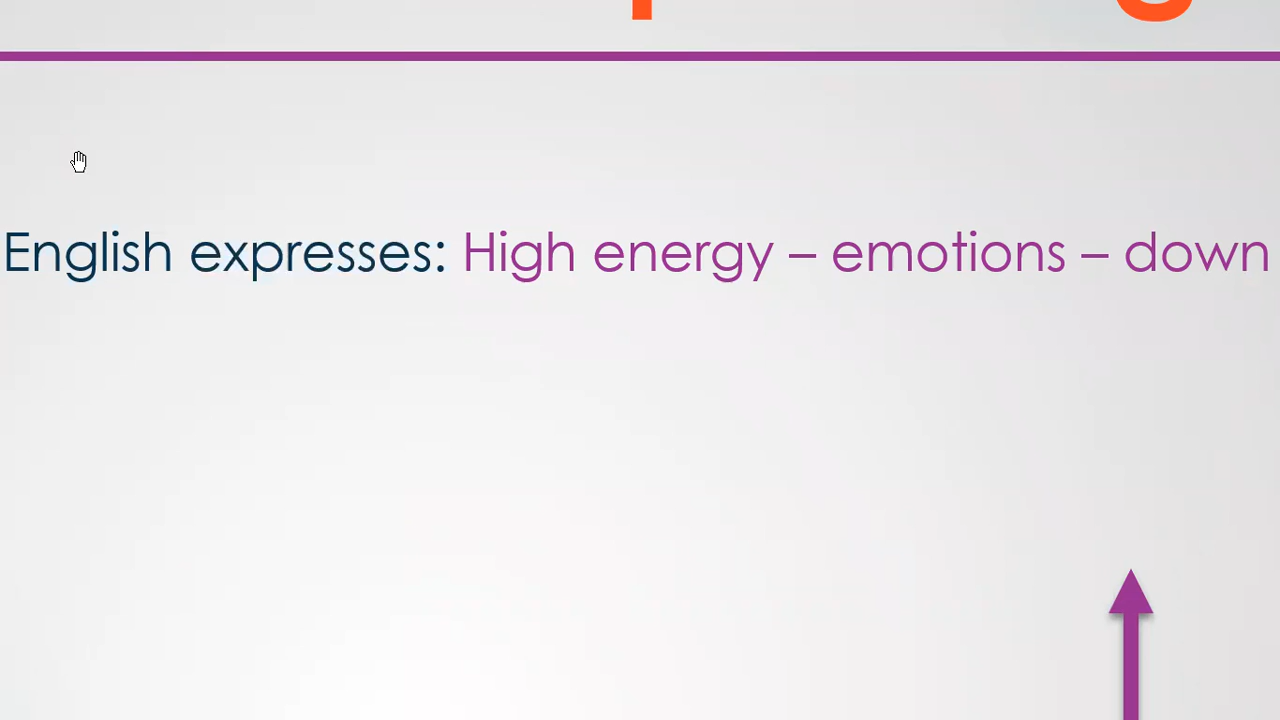 English expresses: High energy – emotions – down